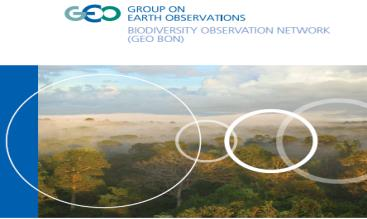 GEO GROUP ON
EARTH OBSERVATIONS
BIODIVERSITY OBSERVATION NETWORK
(GEO BON)